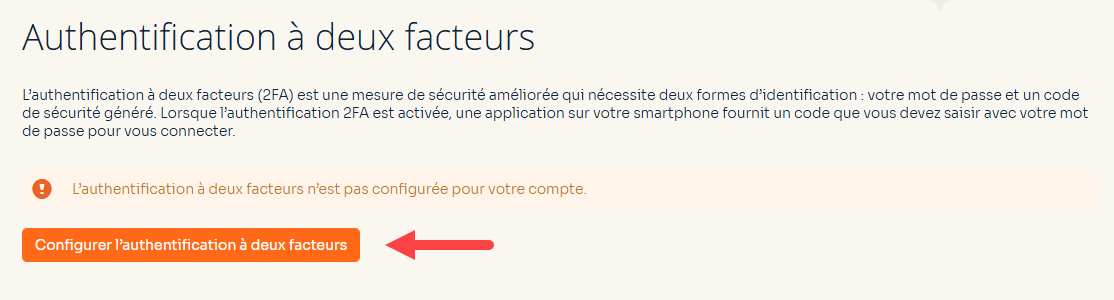 Authentification à deux facteurs
L’authentification à deux facteurs (2FA) est une mesure de sécurité améliorée qui nécessite deux formes d’identification : votre mot de passe et un code
de sécurité généré. Lorsque l’authentification 2FA est activée, une application sur votre smartphone fournit un code que vous devez saisir avec votre mot
de passe pour vous connecter.
L’authentification à deux facteurs n’est pas configurée pour votre compte.
Configurer l’authentification à deux facteurs